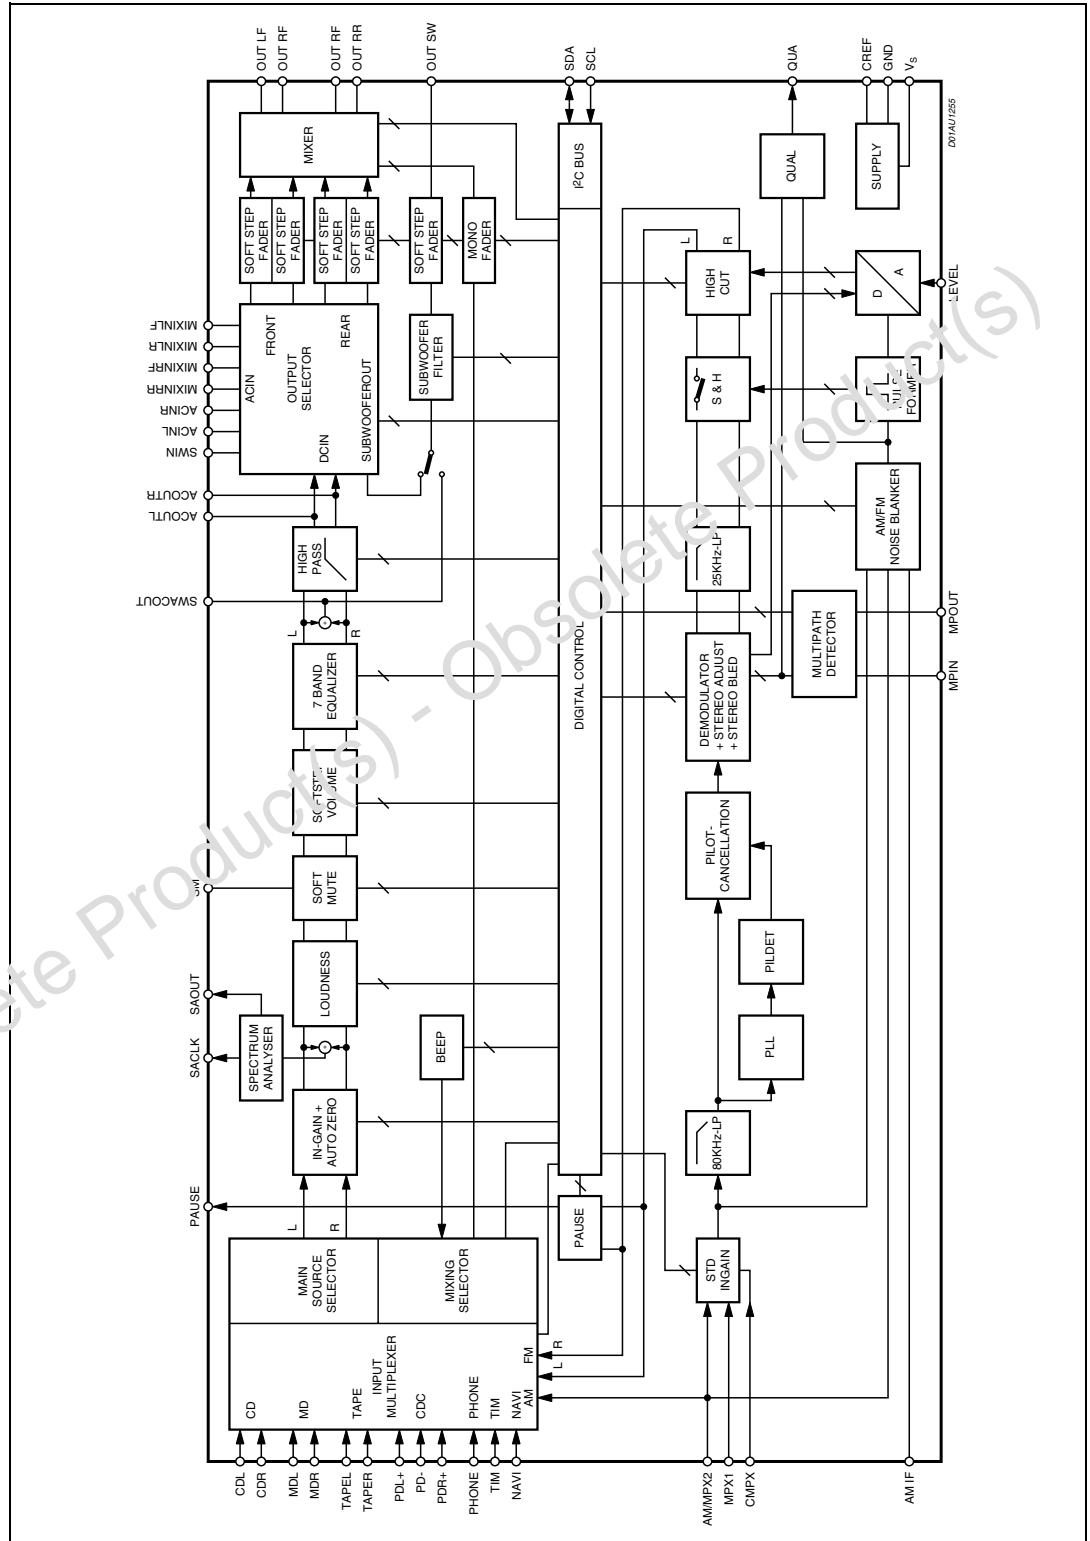 OUT LF
OUT RF
OUT RF
OUT RR
OUT SW
SDA
SCL
QUA
CREF
GND
VS
D01AU1255
MIXER
I²C BUS
QUAL
SUPPLY
SOFT STEP
FADER
SOFT STEP
FADER
SOFT STEP
FADER
SOFT STEP
FADER
SOFT STEP
FADER
MONO
FADER
L
R
HIGH
CUT
D
A
LEVEL
MIXINLF
MIXINLR
MIXINRF
MIXINRR
ACINR
ACINL
SWIN
ACOUTR
ACOUTL
SWACOUT
ACIN
FRONT
OUTPUT
SELECTOR
REAR
DCIN
SUBWOOFEROUT
SUBWOOFER
FILTER
S & H
PULSE
FORMER
HIGH
PASS
25KHz-LP
AM/FM
NOISE BLANKER
L
R
7 BAND
EQUALIZER
DIGITAL CONTROL
DEMODULATOR
+ STEREO ADJUST
+ STEREO BLED
MULTIPATH
DETECTOR
MPOUT
MPIN
SOFTSTEP
VOLUME
PILOT-
CANCELLATION
SM
SOFT
MUTE
PILDET
SAOUT
SACLK
LOUDNESS
SPECTRUM
ANALYSER
BEEP
PLL
IN-GAIN +
AUTO ZERO
80KHz-LP
PAUSE
L
R
PAUSE
MAIN
SOURCE
SELECTOR
MIXING
SELECTOR
STD
INGAIN
CD
MD
TAPE
INPUT
MULTIPLEXER
CDC
PHONE
TIM
NAVI
AM
FM
L
R
CDL
CDR
MDL
MDR
TAPEL
TAPER
PDL+
PD-
PDR+
PHONE
TIM
NAVI
AM/MPX2
MPX1
CMPX
AM IF
ete Product(s) - Obsolete Product(s)